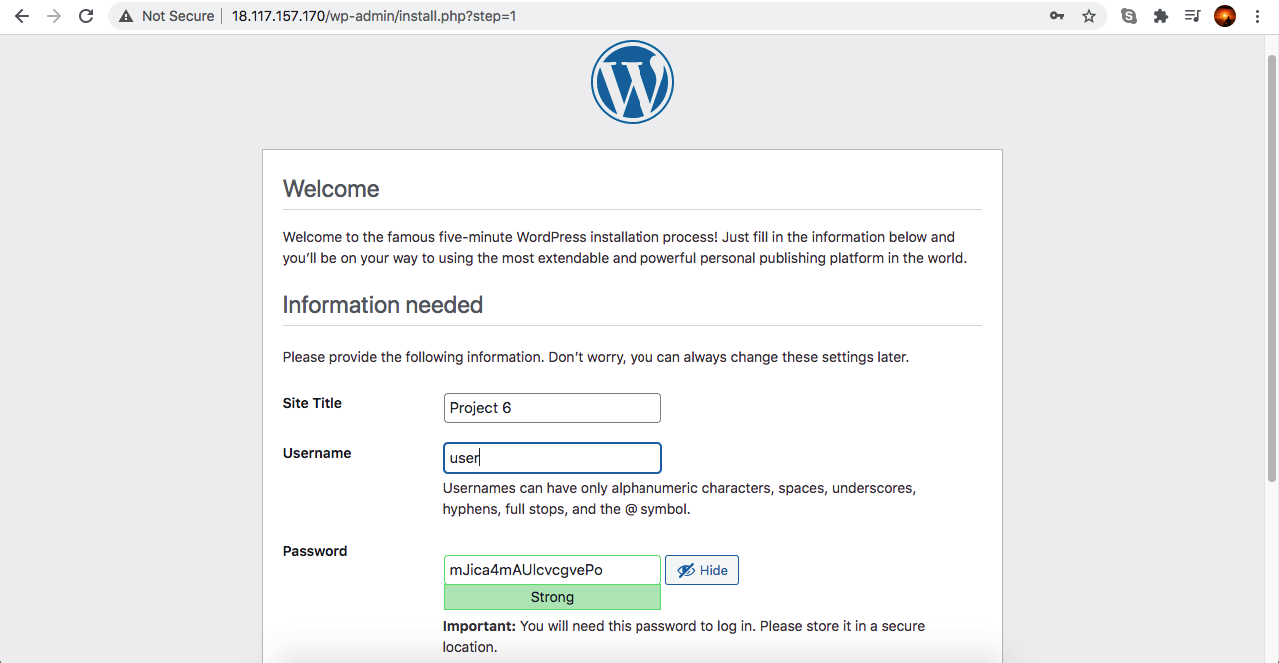 Not Secure | 18.117.157.170/wp-admin/install.php?step=1
Welcome
Welcome to the famous five-minute WordPress installation process! Just fill in the information below and
you’ll be on your way to using the most extendable and powerful personal publishing platform in the world.
Information needed
Please provide the following information. Don’t worry, you can always change these settings later.
Site Title Project 6
Username user
Usernames can have only alphanumeric characters, spaces, underscores,
hyphens, full stops, and the @ symbol.
Password
mJica4mAUlcvcgvePo Hide
Strong
Important: You will need this password to log in. Please store it in a secure
location.